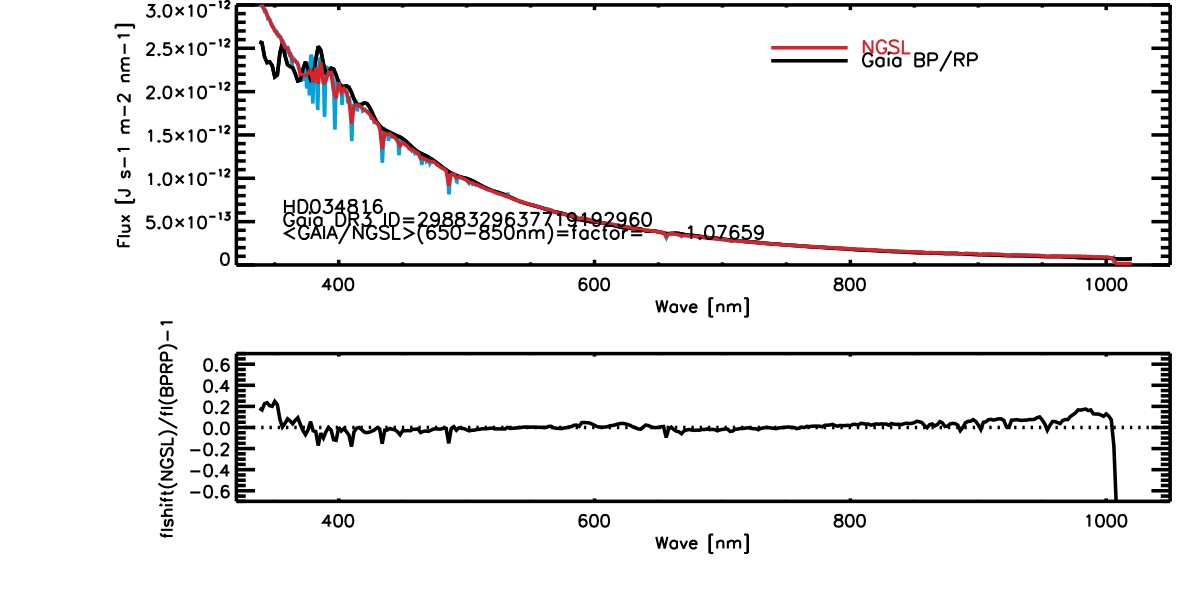 3.0×10−12
2.5×10−12
2.0×10−12
1.5×10−12
1.0×10−12
5.0×10−13
0
Flux [J s−1 m−2 nm−1]
NGSL
Gaia BP/RP
HD034816
Gaia DR3 ID=2988329637719192960
<GAIA/NGSL>(650−850nm)=factor= 1.07659
400 600 800 1000
Wave [nm]
flshift(NGSL)/fl(BPRP)−1
0.6
0.4
0.2
0.0
−0.2
−0.4
−0.6
400 600 800 1000
Wave [nm]